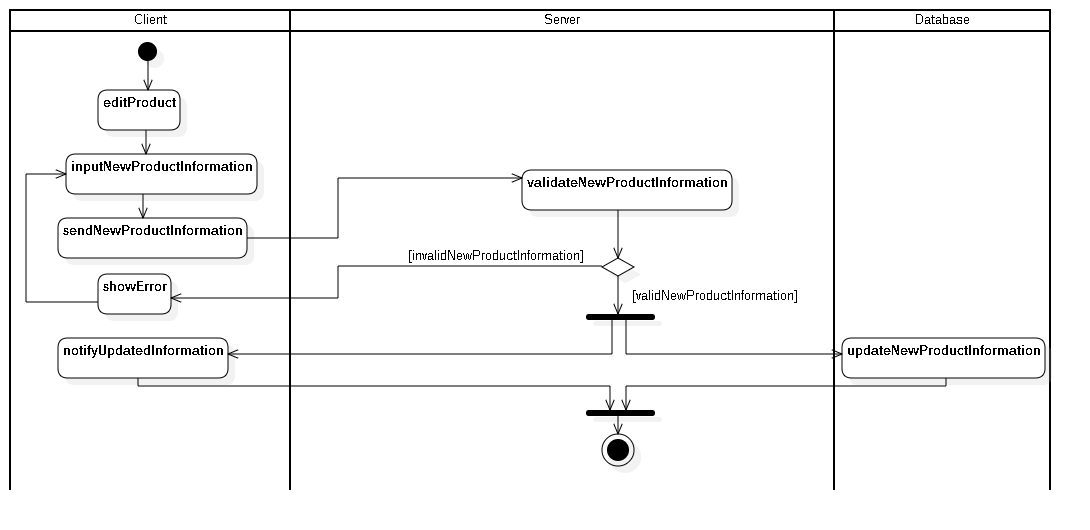 Client
Server
Database
editProduct
inputNewProductInformation
validateNewProductInformation
sendNewProductInformation
[invalidNewProductInformation]
showError
[validNewProductInformation]
notifyUpdatedInformation
updateNewProductInformation